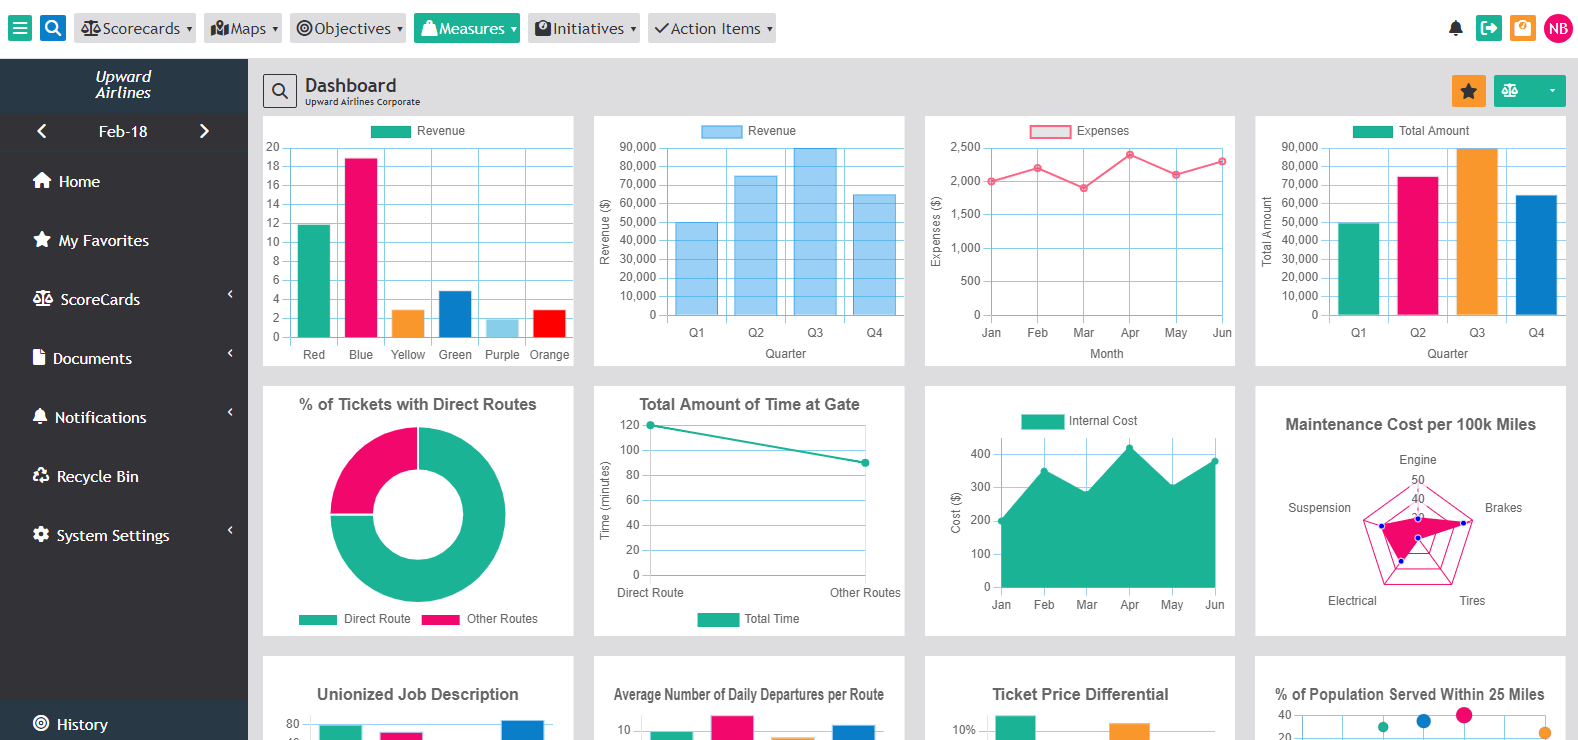 Scorecards
Maps
Objectives
Measures
Initiatives
Action Items
NB
Upward
Airlines
Feb-18
Home
My Favorites
ScoreCards
Documents
Notifications
Recycle Bin
System Settings
History
Dashboard
Upward Airlines Corporate
Revenue
20
18
16
14
12
10
8
6
4
2
0
Red Blue Yellow Green Purple Orange
Revenue
Revenue ($)
90,000
80,000
70,000
60,000
50,000
40,000
30,000
20,000
10,000
0
Q1 Q2 Q3 Q4
Quarter
Expenses
Expenses ($)
2,500
2,000
1,500
1,000
500
0
Jan Feb Mar Apr May Jun
Month
Total Amount
Total Amount
90,000
80,000
70,000
60,000
50,000
40,000
30,000
20,000
10,000
0
Q1 Q2 Q3 Q4
Quarter
% of Tickets with Direct Routes
Direct Route Other Routes
Total Amount of Time at Gate
Time (minutes)
120
100
80
60
40
20
0
Direct Route Other Routes
Total Time
Internal Cost
Cost ($)
400
300
200
100
0
Jan Feb Mar Apr May Jun
Maintenance Cost per 100k Miles
Engine
50
40
Suspension Brakes
Electrical Tires
Unionized Job Description
80
Average Number of Daily Departures per Route
10
Ticket Price Differential
10%
% of Population Served Within 25 Miles
40
20